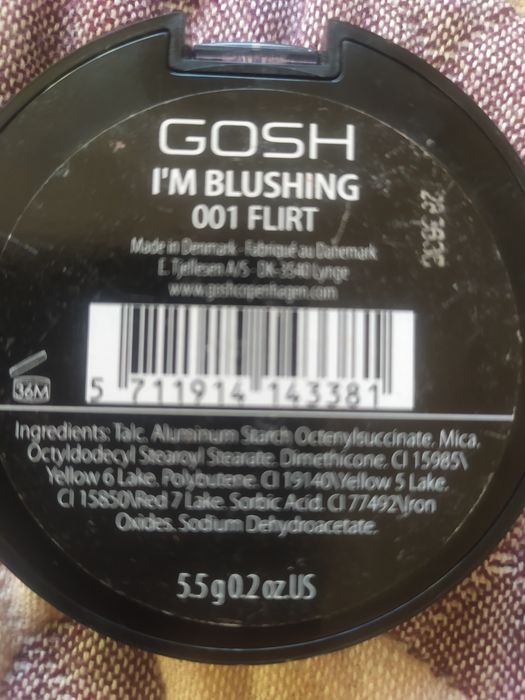 GOSH
I'M BLUSHING
001 FLIRT
Made in Denmark - Fabriqué au Danemark
E. Tjellesen A/S - DK-3540 Lynge
www.goshcopenhagen.com
36M
5 711914 143381
Ingredients: Talc, Aluminum Starch Octenylsuccinate, Mica,
Octyldodecyl Stearoyl Stearate, Dimethicone, CI 15985\
Yellow 6 Lake, Polybutene, CI 19140\Yellow 5 Lake,
CI 15850\Red 7 Lake, Sorbic Acid, CI 77492\Iron
Oxides, Sodium Dehydroacetate.
5.5 g 0.2 oz.US